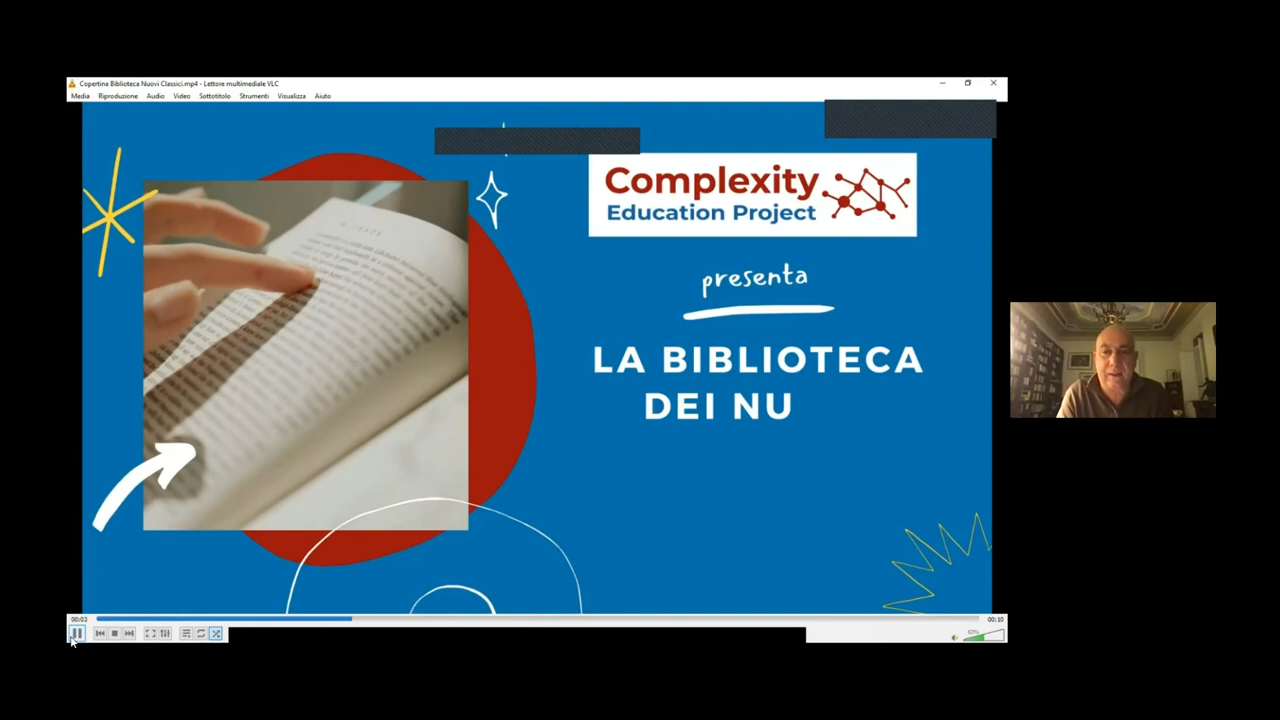 Copertina Biblioteca Nuovi Classici.mp4 - Lettore multimediale VLC
Media Riproduzione Audio Video Sottotitolo Strumenti Visualizza Aiuto
Complexity
Education Project
presenta
LA BIBLIOTECA
DEI NU
00:03
00:10
63%